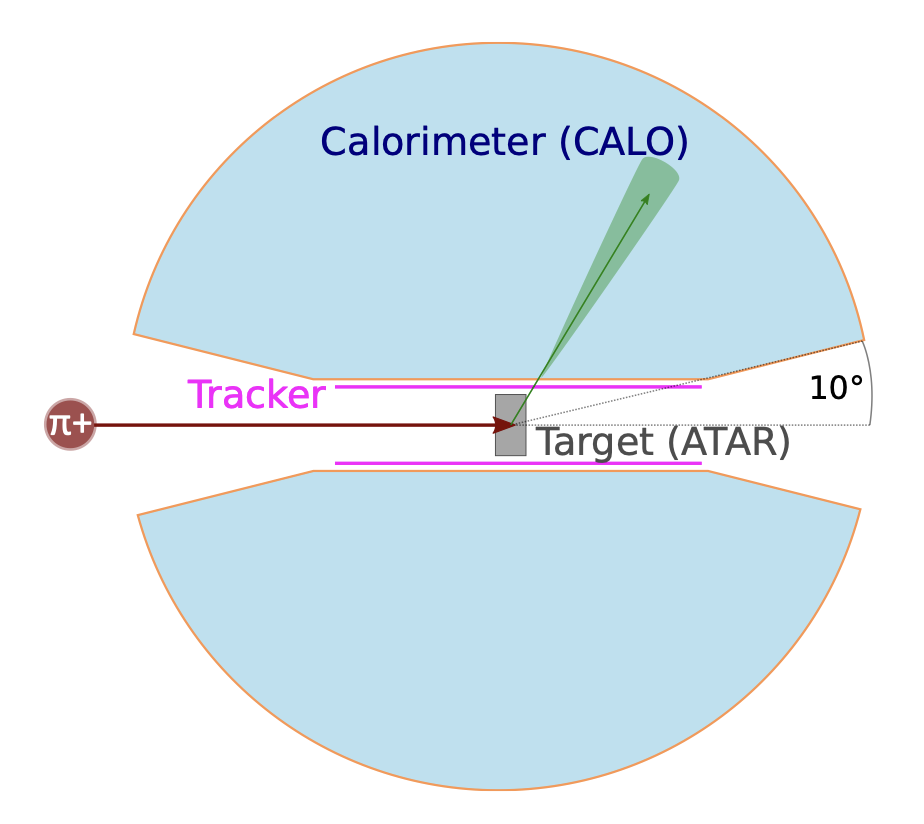 Calorimeter (CALO)
Tracker
10°
π+
Target (ATAR)